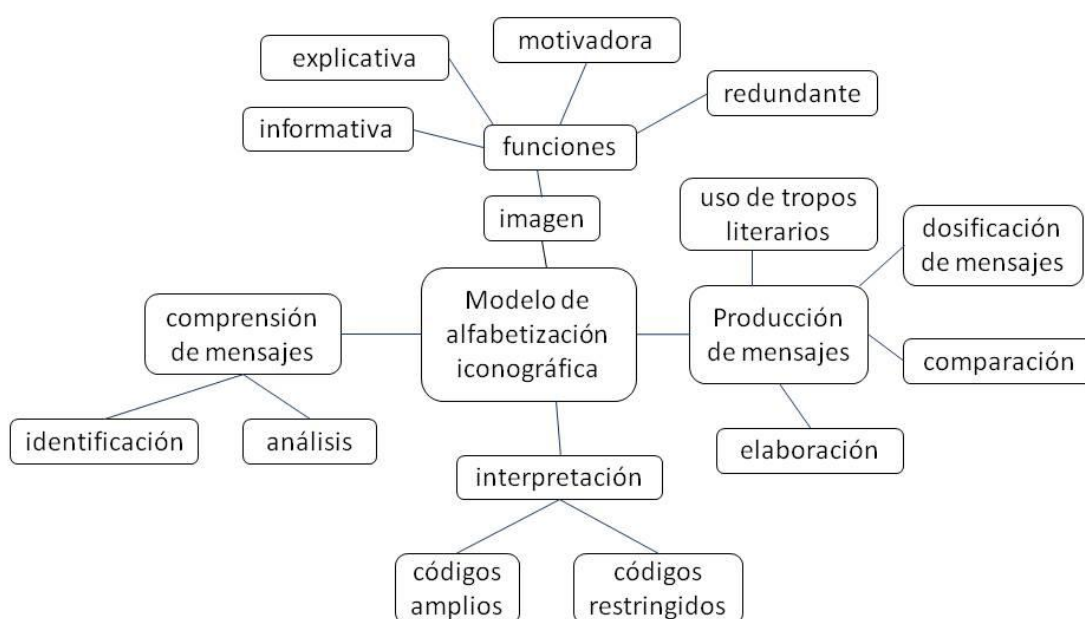 motivadora
explicativa
redundante
informativa
funciones
uso de tropos
literarios
imagen
dosificación
de mensajes
Modelo de
alfabetización
iconográfica
comprensión
de mensajes
Producción
de mensajes
comparación
identificación
análisis
elaboración
interpretación
códigos
amplios
códigos
restringidos